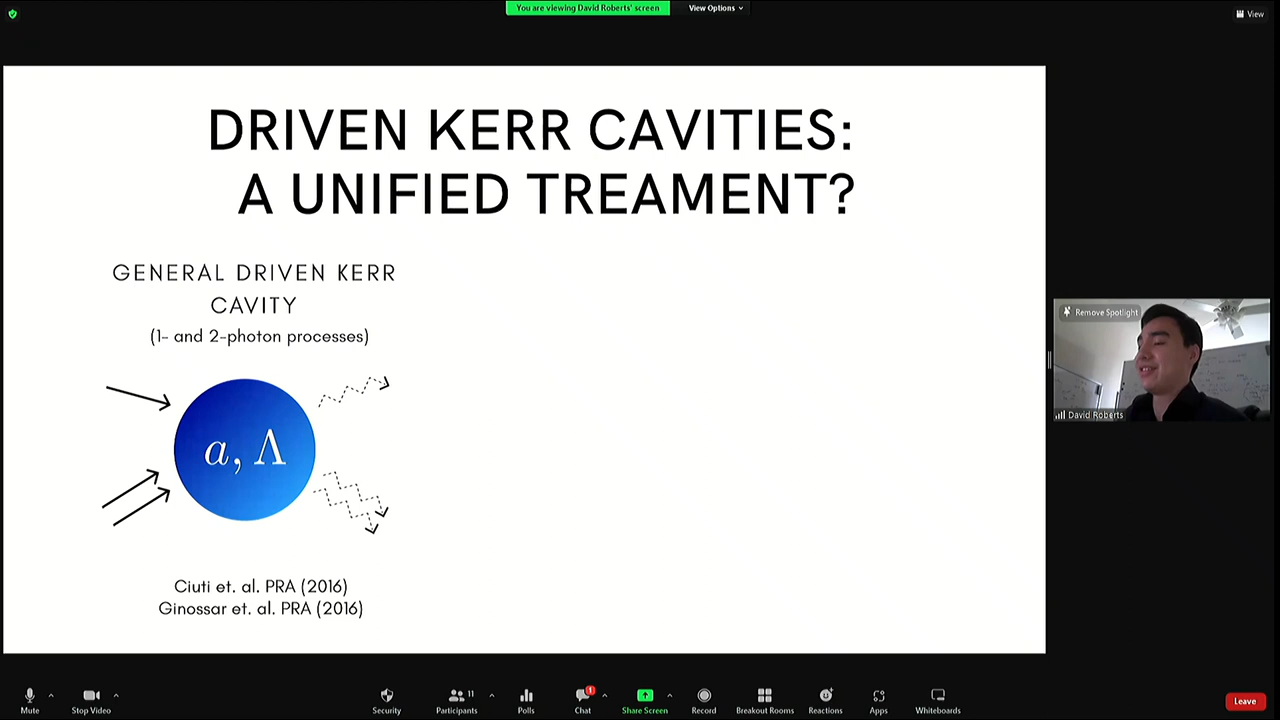 You are viewing David Roberts' screen
View Options
View
DRIVEN KERR CAVITIES:
A UNIFIED TREAMENT?
GENERAL DRIVEN KERR
CAVITY
(1- and 2-photon processes)
a, Λ
Ciuti et. al. PRA (2016)
Ginossar et. al. PRA (2016)
Remove Spotlight
David Roberts
Mute
Stop Video
Security
Participants
11
Polls
Chat
1
Share Screen
Record
Breakout Rooms
Reactions
Apps
Whiteboards
Leave